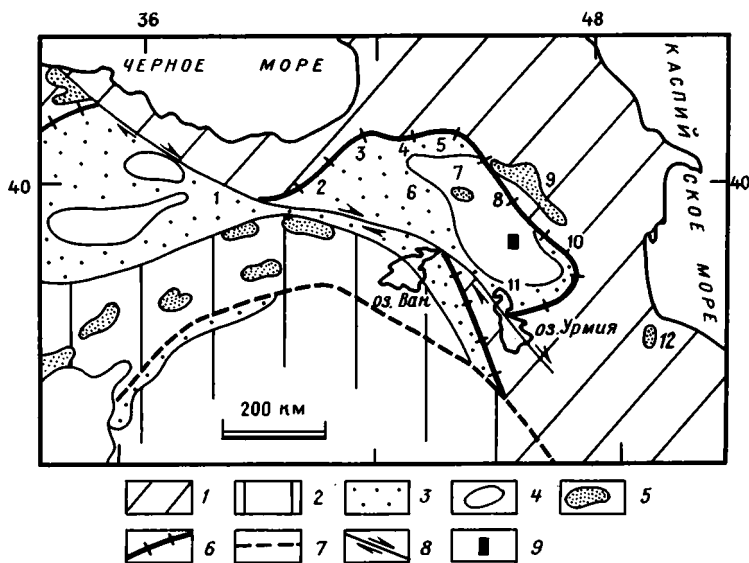 36 48
ЧЕРНОЕ МОРЕ
КАСПИЙСКОЕ МОРЕ
40 40
1 2 3 4 5 6 7 8 9 10 11 12
оз. Ван
оз. Урмия
200 км
1 2 3 4 5
6 7 8 9